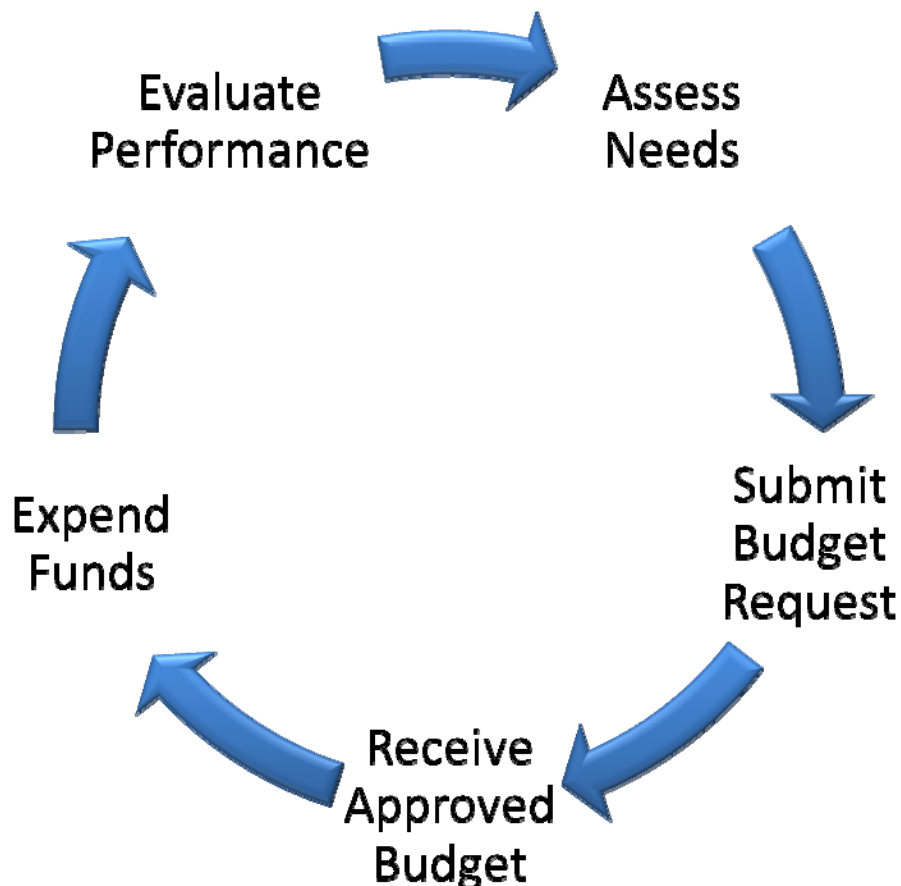 Evaluate
Performance
Assess
Needs
Submit
Budget
Request
Receive
Approved
Budget
Expend
Funds